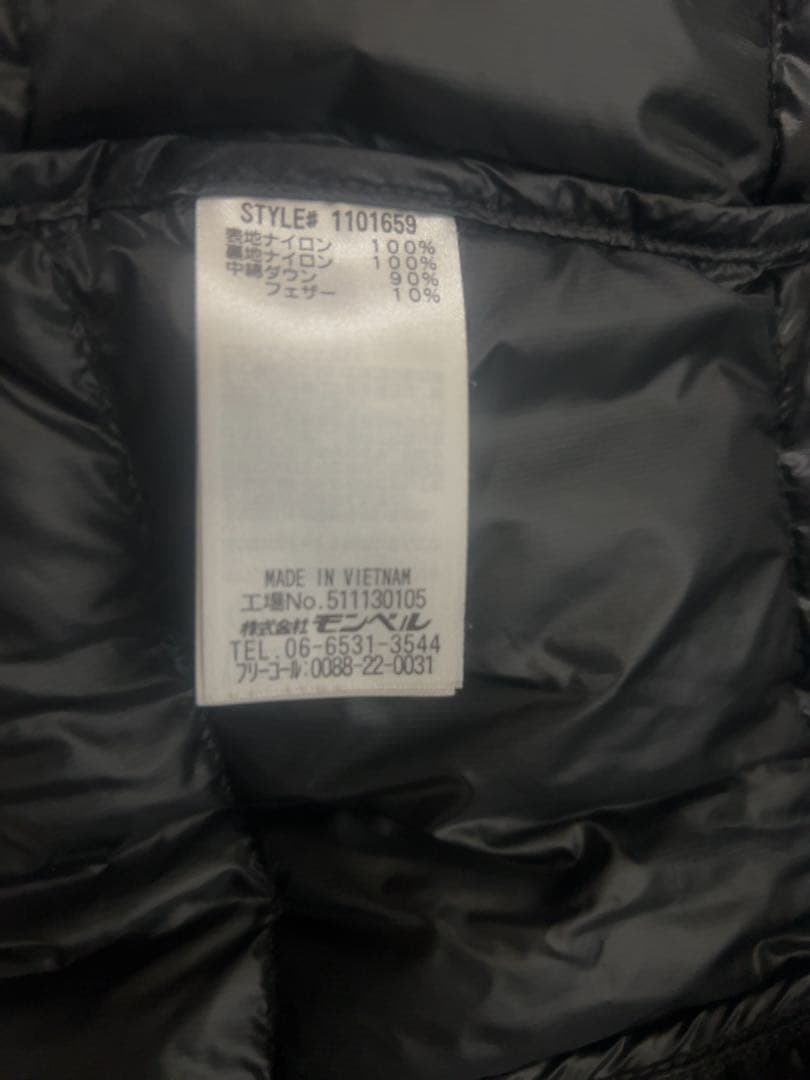 STYLE# 1101659
表地ナイロン 100%
裏地ナイロン 100%
中綿ダウン 90%
フェザー 10%
MADE IN VIETNAM
工場No.511130105
株式会社モンベル
TEL.06-6531-3544
フリーコール:0088-22-0031